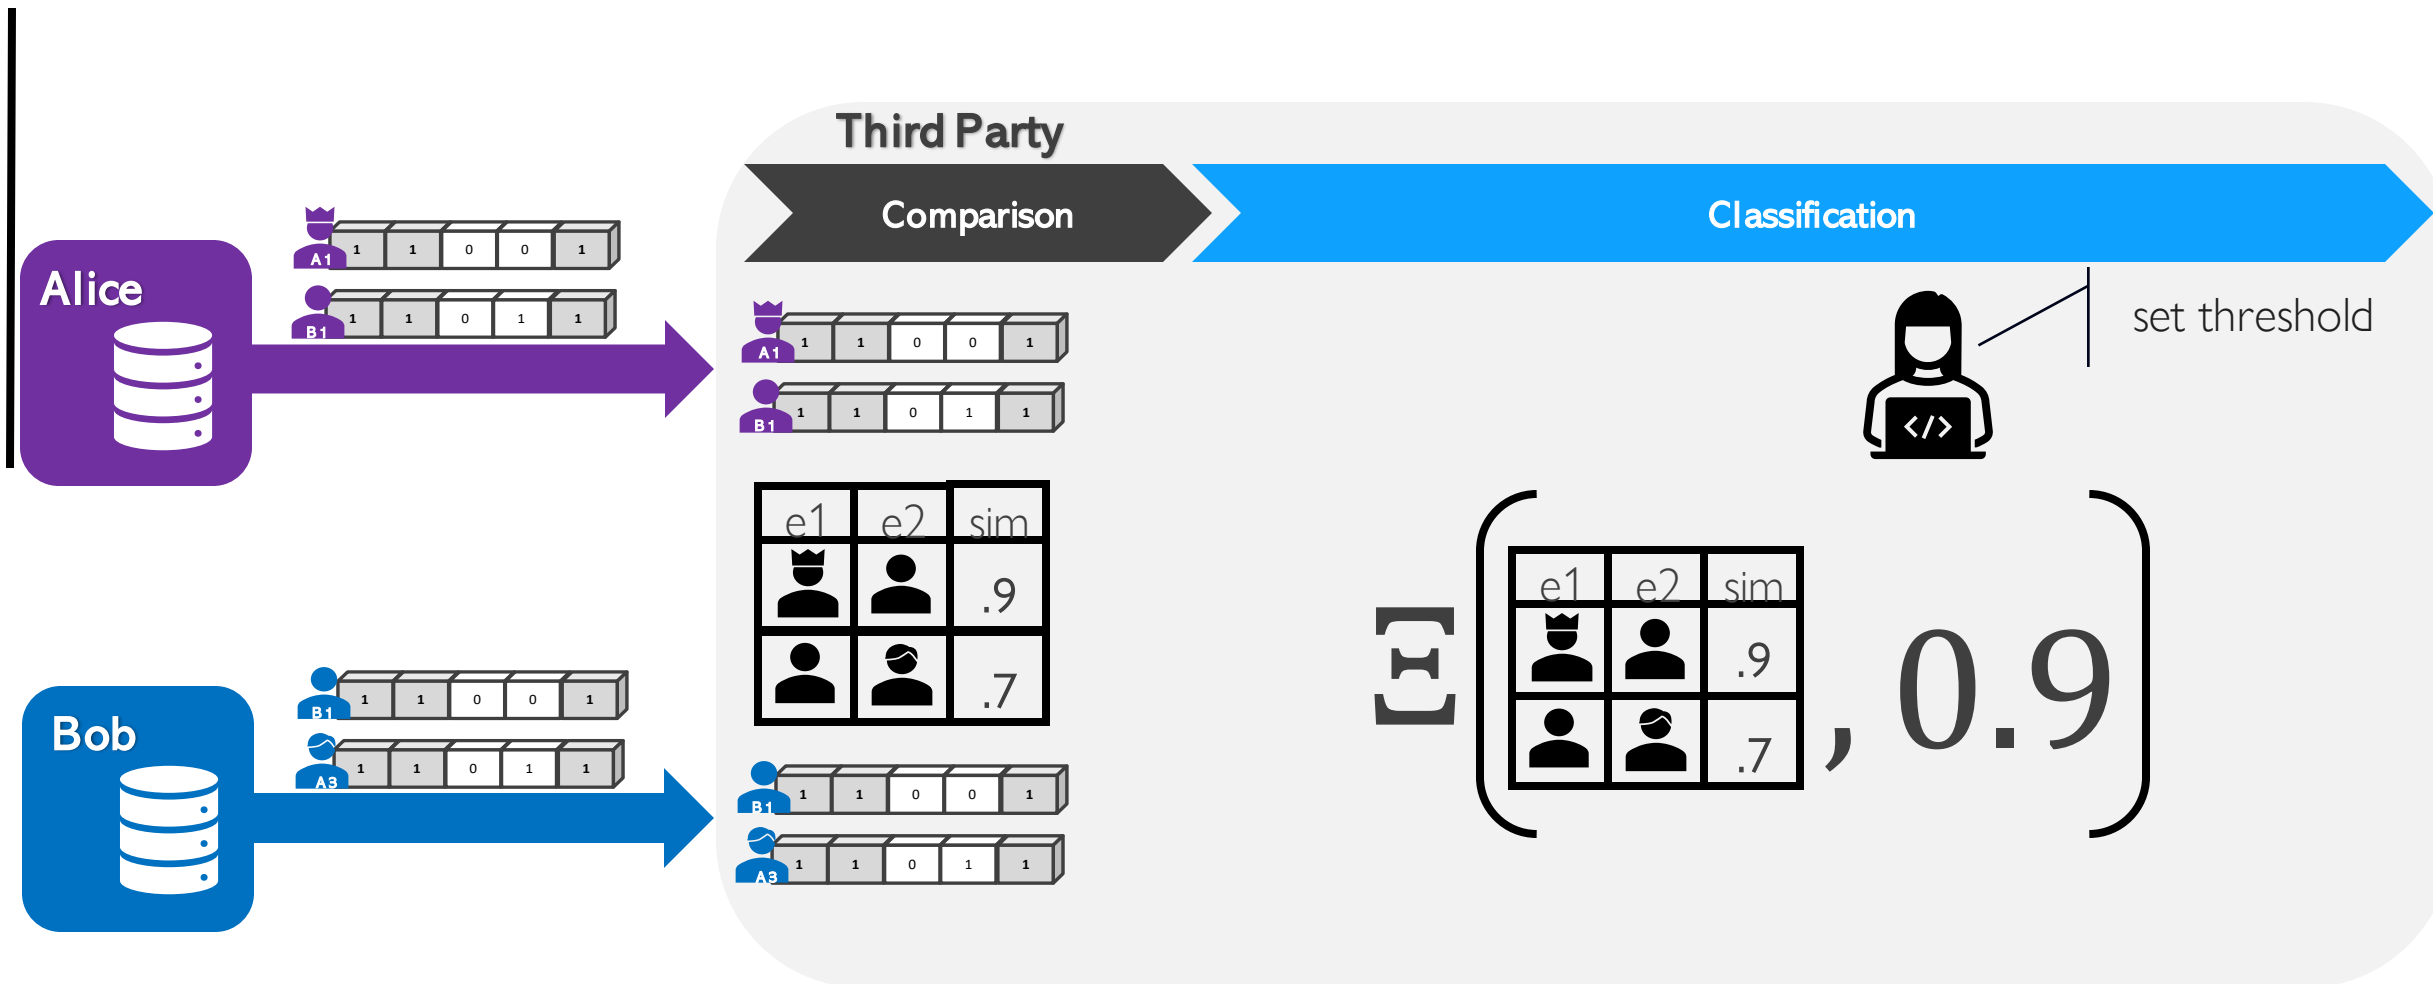 Third Party
Comparison
Classification
Alice
A1 1 1 0 0 1
B1 1 1 0 1 1
A1 1 1 0 0 1
B1 1 1 0 1 1
set threshold
</>
e1 e2 sim
.9
.7
Ξ ( e1 e2 sim
.9
.7
, 0.9 )
Bob
B1 1 1 0 0 1
A3 1 1 0 1 1
B1 1 1 0 0 1
A3 1 1 0 1 1